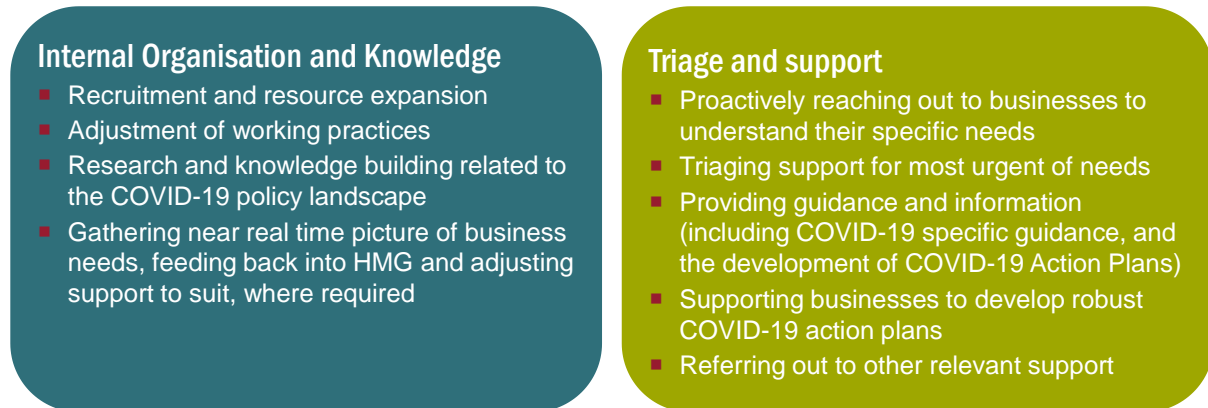 Internal Organisation and Knowledge
Recruitment and resource expansion
Adjustment of working practices
Research and knowledge building related to
the COVID-19 policy landscape
Gathering near real time picture of business
needs, feeding back into HMG and adjusting
support to suit, where required
Triage and support
Proactively reaching out to businesses to
understand their specific needs
Triaging support for most urgent of needs
Providing guidance and information
(including COVID-19 specific guidance, and
the development of COVID-19 Action Plans)
Supporting businesses to develop robust
COVID-19 action plans
Referring out to other relevant support